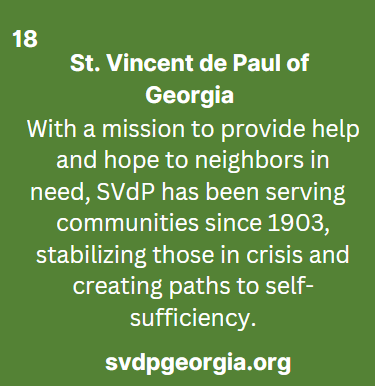 18
St. Vincent de Paul of
Georgia
With a mission to provide help
and hope to neighbors in
need, SVdP has been serving
communities since 1903,
stabilizing those in crisis and
creating paths to self-
sufficiency.
svdpgeorgia.org